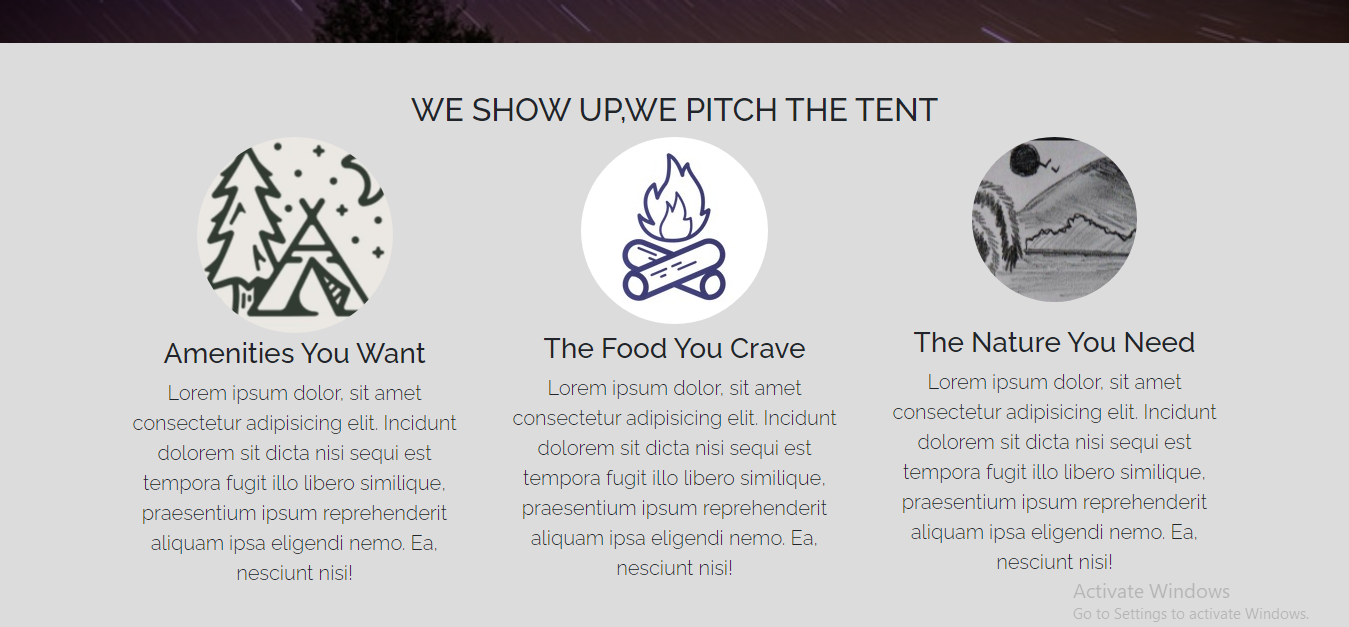 WE SHOW UP,WE PITCH THE TENT
Amenities You Want
Lorem ipsum dolor, sit amet
consectetur adipisicing elit. Incidunt
dolorem sit dicta nisi sequi est
tempora fugit illo libero similique,
praesentium ipsum reprehenderit
aliquam ipsa eligendi nemo. Ea,
nesciunt nisi!
The Food You Crave
Lorem ipsum dolor, sit amet
consectetur adipisicing elit. Incidunt
dolorem sit dicta nisi sequi est
tempora fugit illo libero similique,
praesentium ipsum reprehenderit
aliquam ipsa eligendi nemo. Ea,
nesciunt nisi!
The Nature You Need
Lorem ipsum dolor, sit amet
consectetur adipisicing elit. Incidunt
dolorem sit dicta nisi sequi est
tempora fugit illo libero similique,
praesentium ipsum reprehenderit
aliquam ipsa eligendi nemo. Ea,
nesciunt nisi!
Activate Windows
Go to Settings to activate Windows.